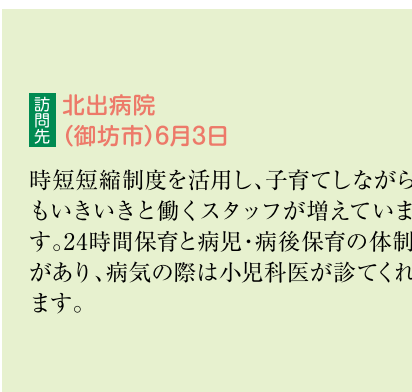 訪問先
北出病院
（御坊市）6月3日
時短短縮制度を活用し、子育てしながら
もいきいきと働くスタッフが増えていま
す。24時間保育と病児・病後保育の体制
があり、病気の際は小児科医が診てくれ
ます。